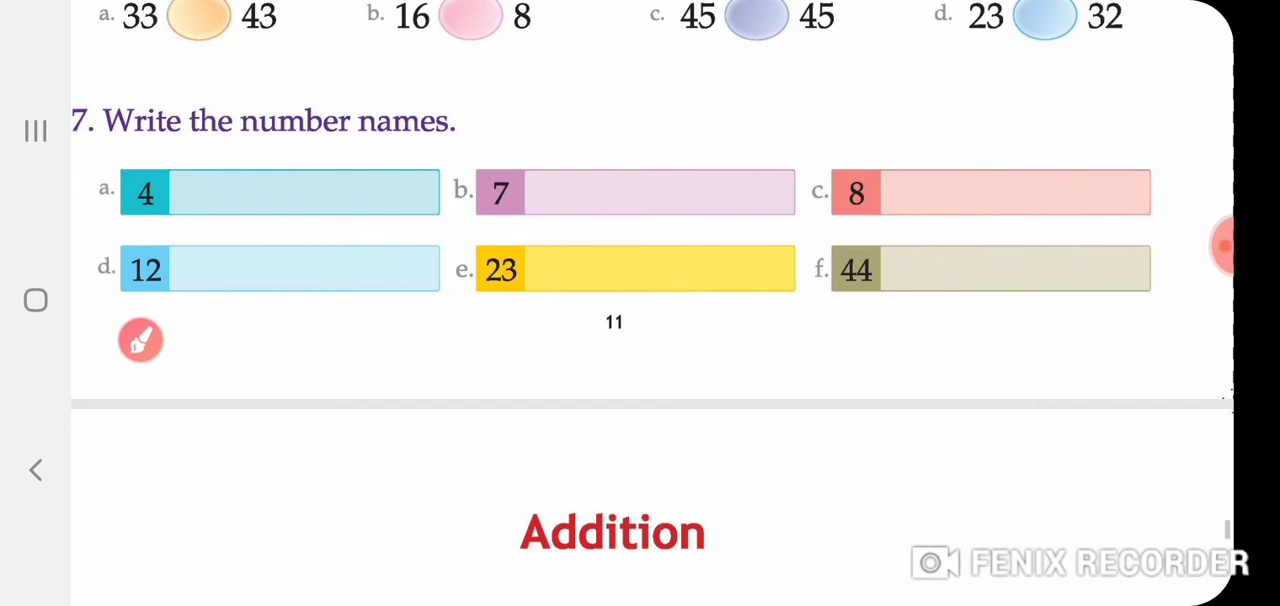 a. 33 43 b. 16 8 c. 45 45 d. 23 32
7. Write the number names.
a. 4 b. 7 c. 8
d. 12 e. 23 f. 44
11
Addition
FENIX RECORDER